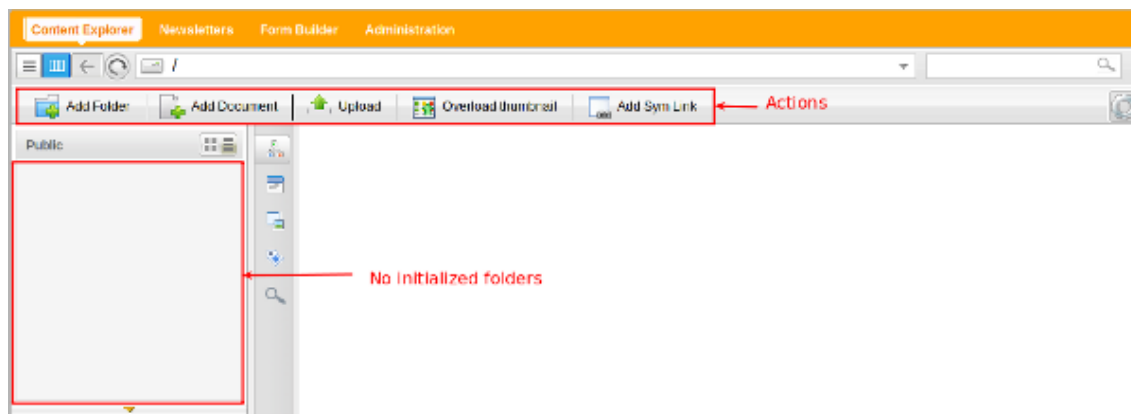 Content Explorer Newsletters Form Builder Administration
/
Add Folder Add Document Upload Overload thumbnail Add Sym Link Actions
Public
No initialized folders